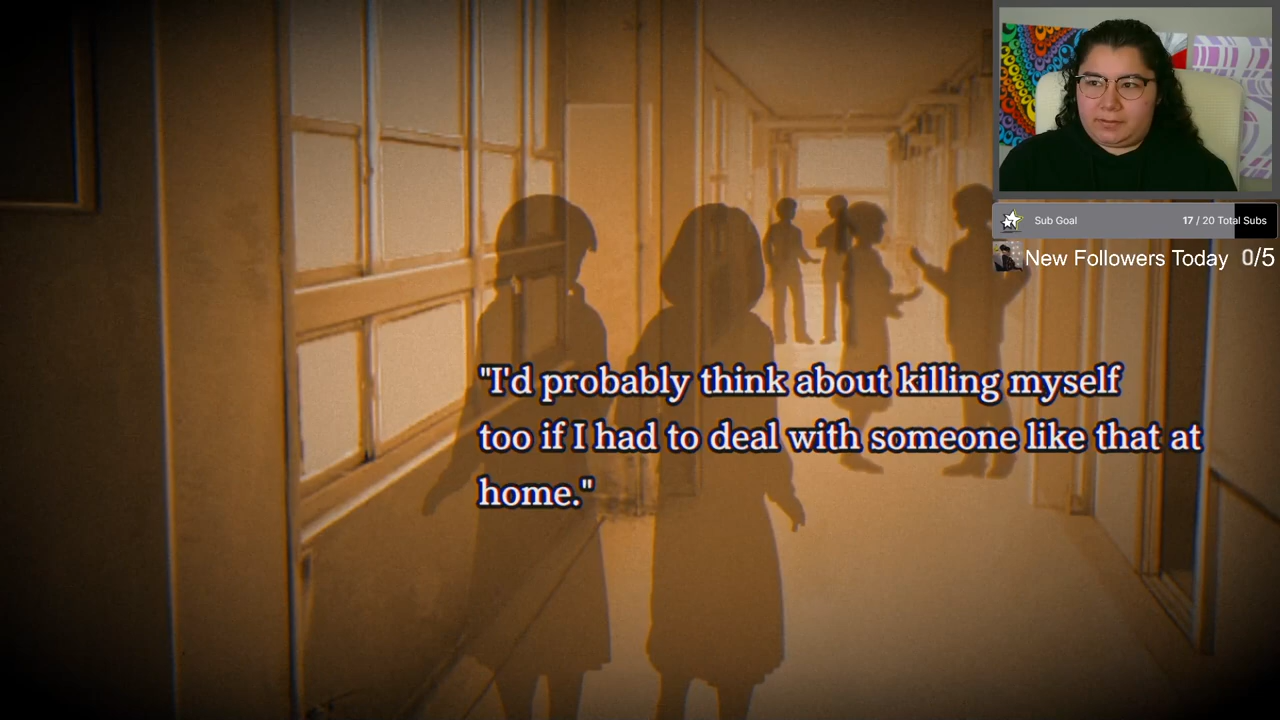 Sub Goal 17 / 20 Total Subs
New Followers Today 0/5
"I'd probably think about killing myself
too if I had to deal with someone like that at
home."